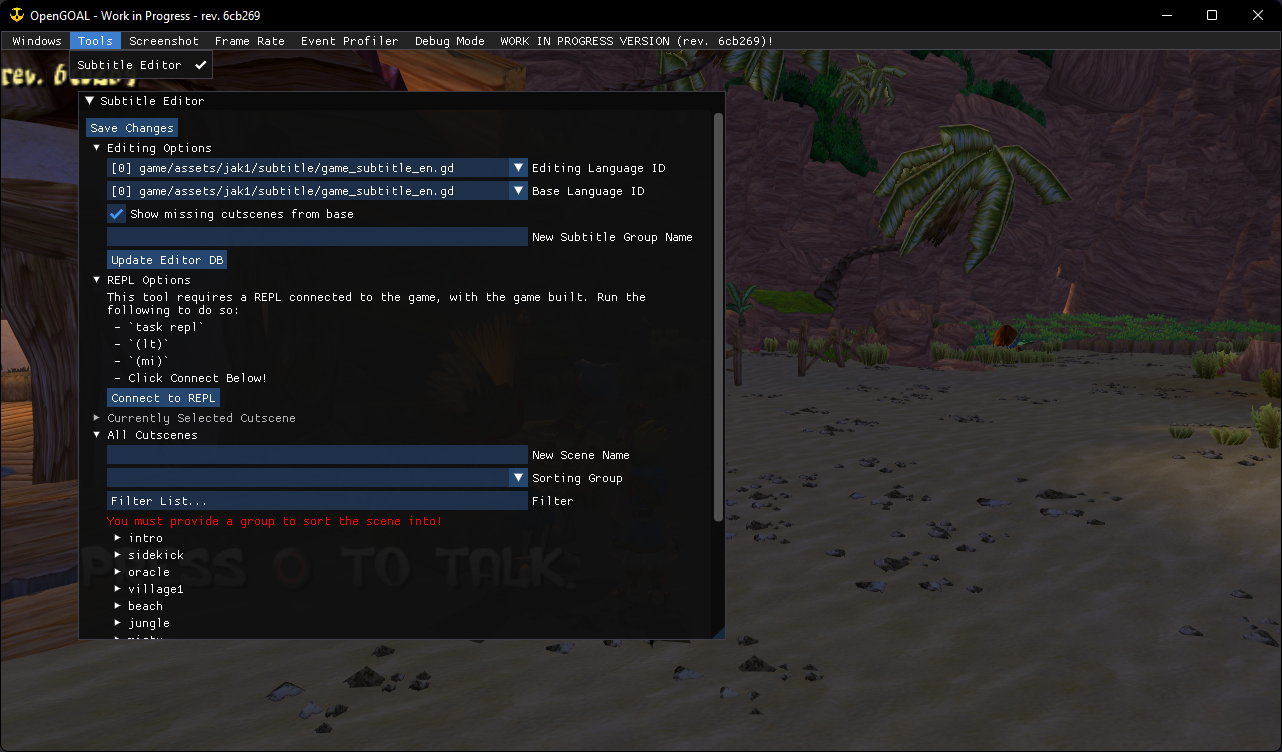 OpenGOAL - Work in Progress - rev. 6cb269
Windows Tools Screenshot Frame Rate Event Profiler Debug Mode WORK IN PROGRESS VERSION (rev. 6cb269)!
Subtitle Editor
rev. 6cb269
Subtitle Editor
Save Changes
Editing Options
[0] game/assets/jak1/subtitle/game_subtitle_en.gd Editing Language ID
[0] game/assets/jak1/subtitle/game_subtitle_en.gd Base Language ID
Show missing cutscenes from base
New Subtitle Group Name
Update Editor DB
REPL Options
This tool requires a REPL connected to the game, with the game built. Run the
following to do so:
- `task repl`
- `(lt)`
- `(mi)`
- Click Connect Below!
Connect to REPL
Currently Selected Cutscene
All Cutscenes
New Scene Name
Sorting Group
Filter List... Filter
You must provide a group to sort the scene into!
intro
sidekick
oracle
village1
beach
jungle
misty
PRESS O TO TALK